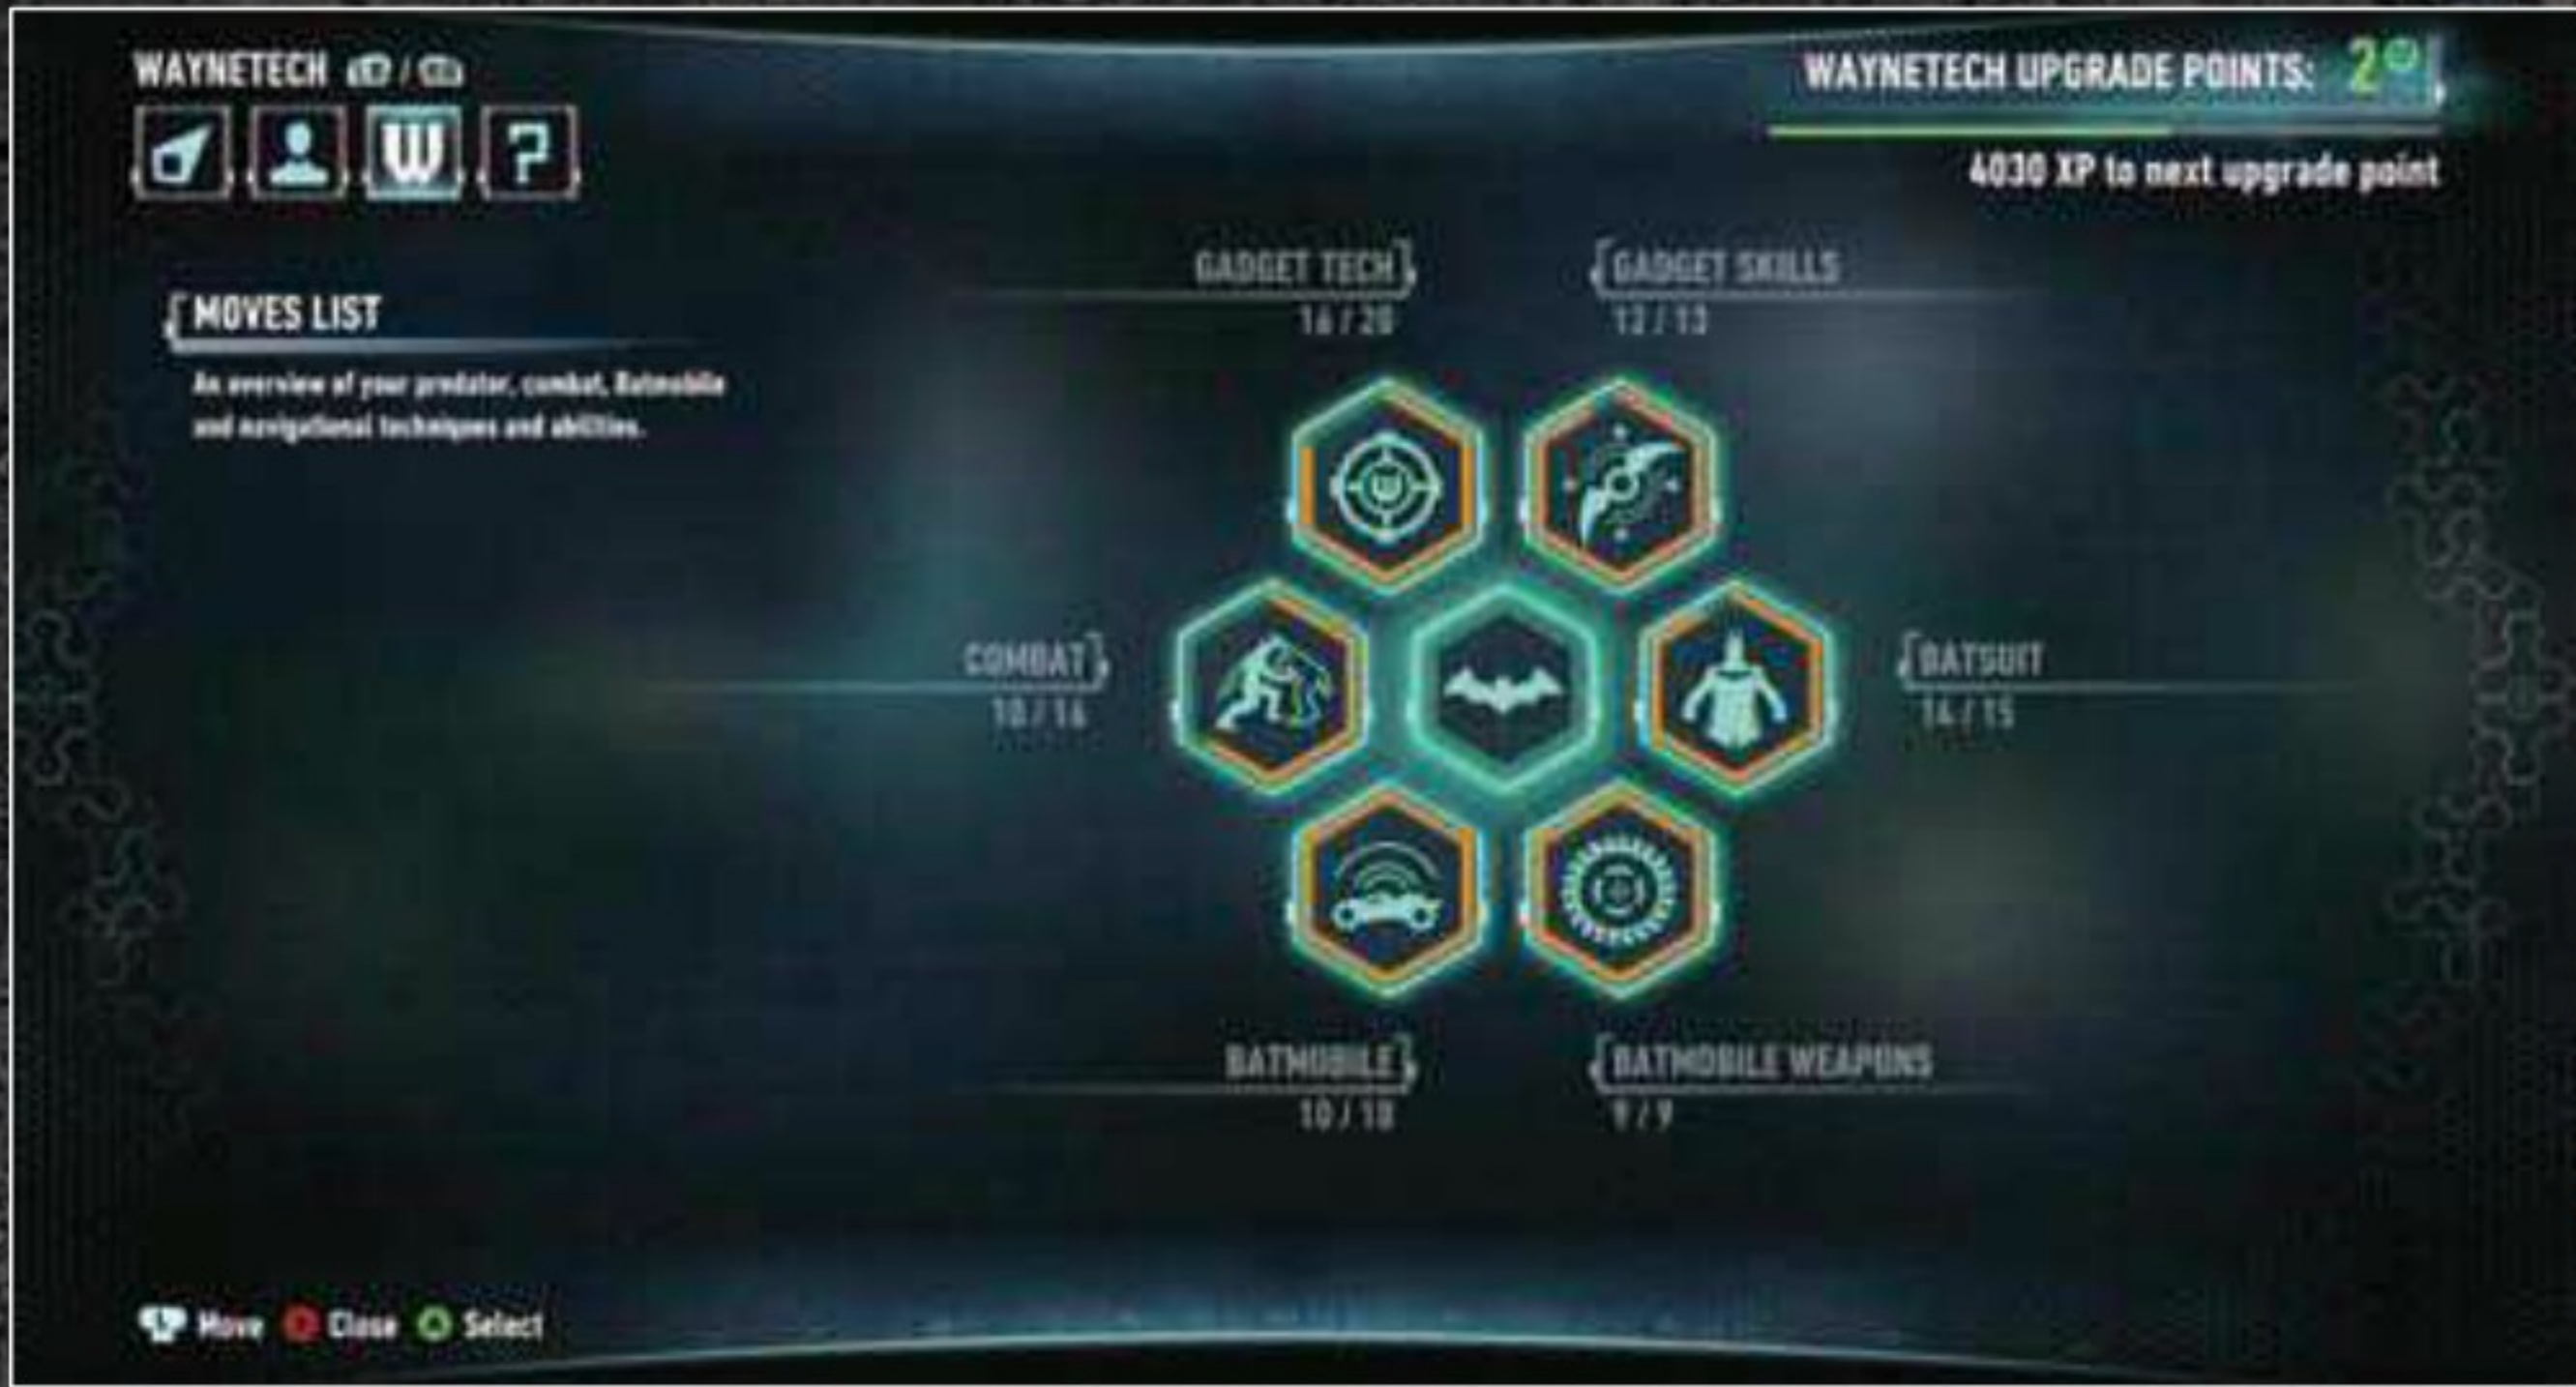 WAYNETECH
WAYNETECH UPGRADE POINTS: 2
W
?
4030 XP to next upgrade point
GADGET TECH
16 / 20
GADGET SKILLS
12 / 13
MOVES LIST
An overview of your predator, combat, Batmobile
and navigational techniques and abilities.
COMBAT
10 / 16
BATSUIT
14 / 15
BATMOBILE
10 / 10
BATMOBILE WEAPONS
9 / 9
Move Close Select